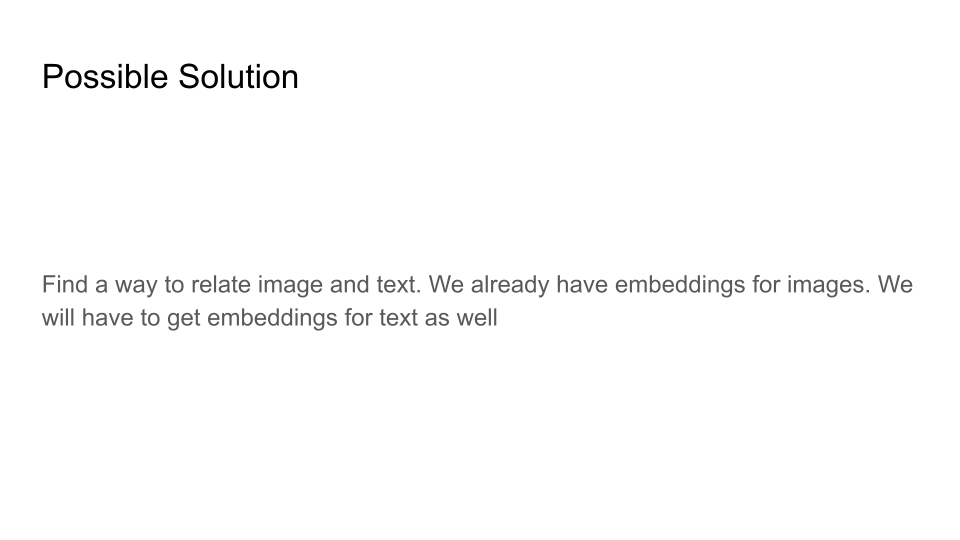 Possible Solution
Find a way to relate image and text. We already have embeddings for images. We
will have to get embeddings for text as well